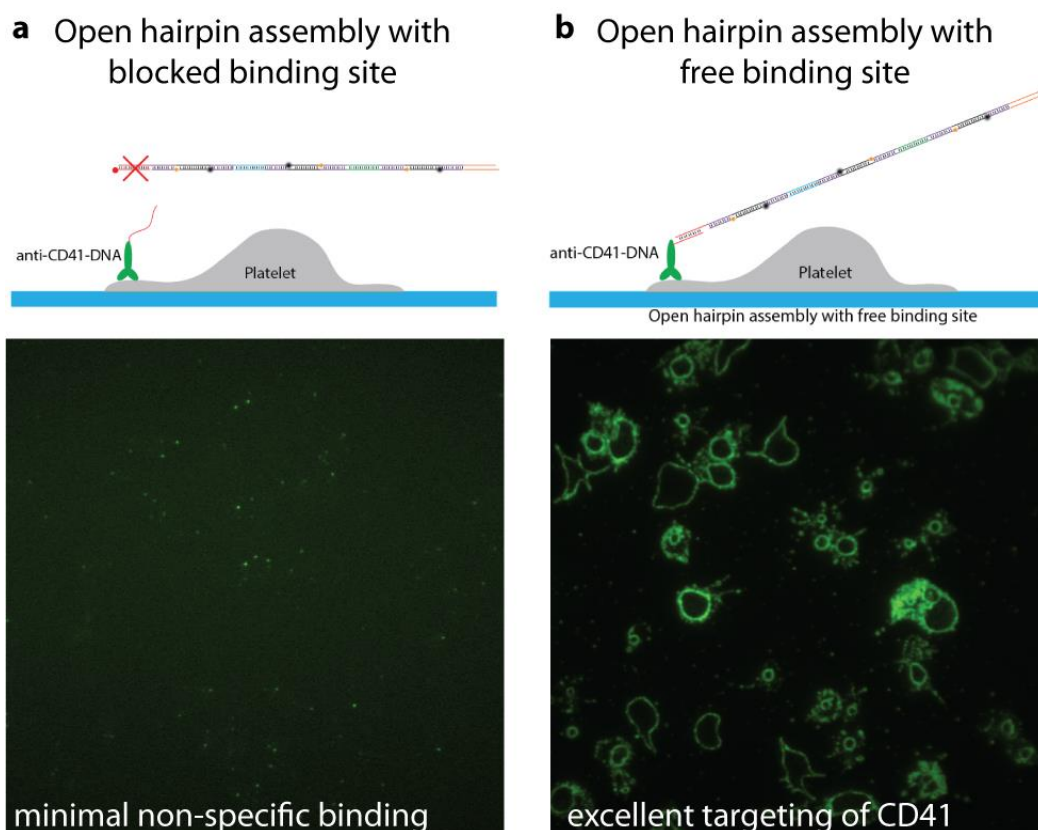 a Open hairpin assembly with
blocked binding site
anti-CD41-DNA
Platelet
minimal non-specific binding
b Open hairpin assembly with
free binding site
anti-CD41-DNA
Platelet
Open hairpin assembly with free binding site
excellent targeting of CD41